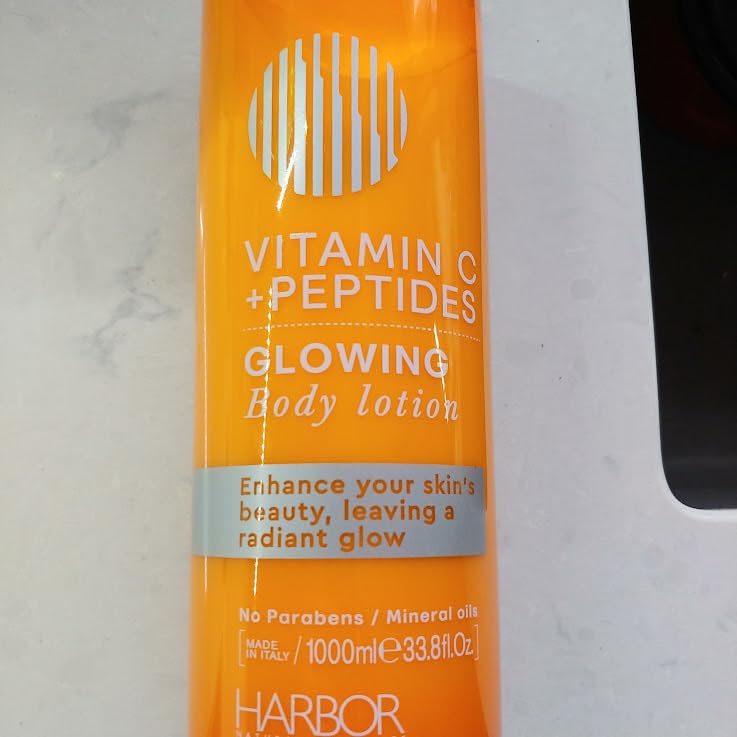 VITAMIN C
+PEPTIDES
GLOWING
Body lotion
Enhance your skin's
beauty, leaving a
radiant glow
No Parabens / Mineral oils
[MADE IN ITALY / 1000ml℮33.8fl.Oz.]
HARBOR